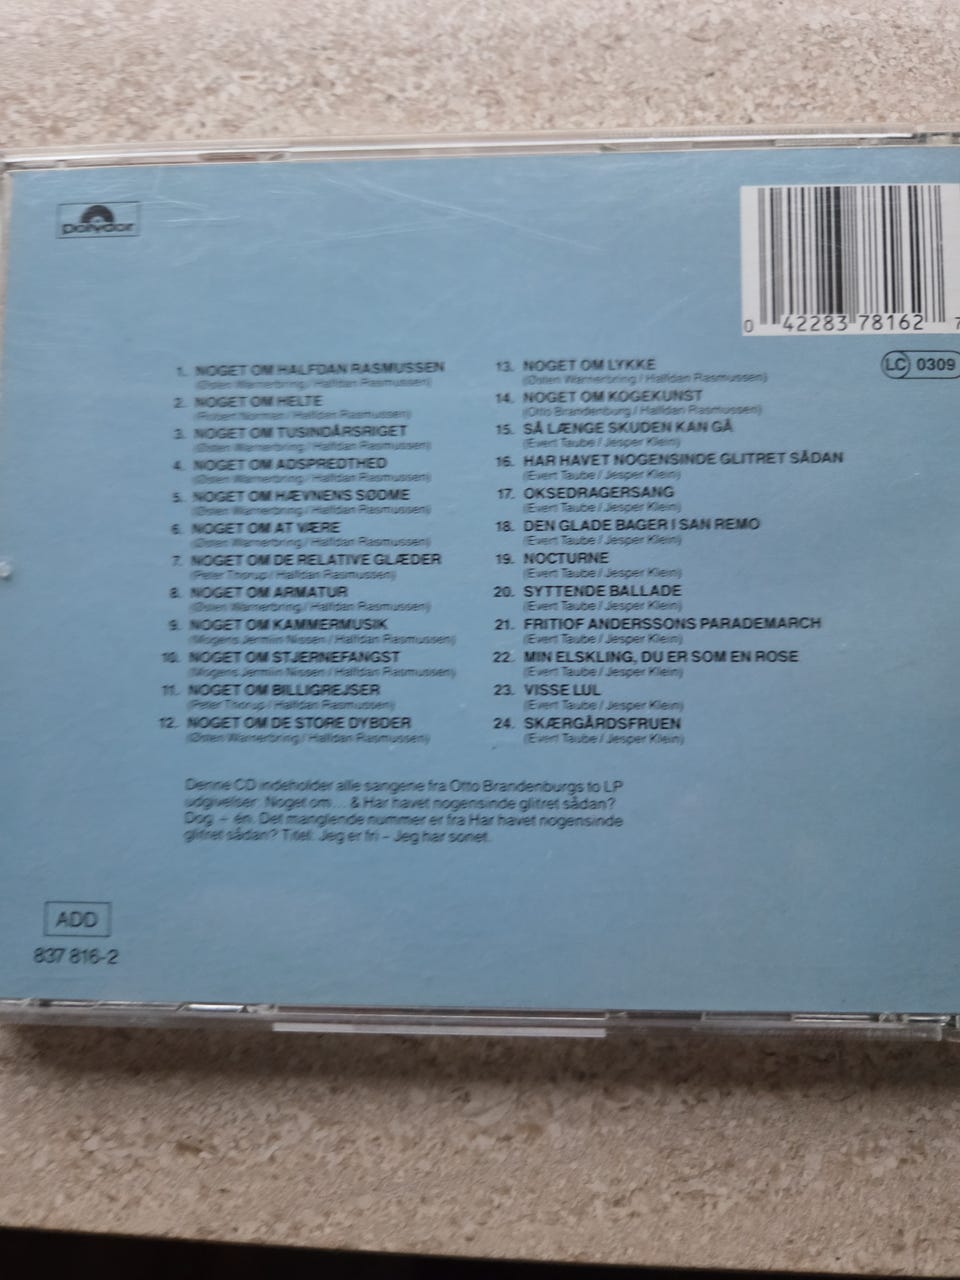 polydor
0 42283 78162 7
LC 0309
1. NOGET OM HALFDAN RASMUSSEN
(Østen Warnerbring / Halfdan Rasmussen)
2. NOGET OM HELTE
(Robert Norman / Halfdan Rasmussen)
3. NOGET OM TUSINDÅRSRIGET
(Østen Warnerbring / Halfdan Rasmussen)
4. NOGET OM ADSPREDTHED
(Østen Warnerbring / Halfdan Rasmussen)
5. NOGET OM HÆVNENS SØDME
(Østen Warnerbring / Halfdan Rasmussen)
6. NOGET OM AT VÆRE
(Østen Warnerbring / Halfdan Rasmussen)
7. NOGET OM DE RELATIVE GLÆDER
(Peter Thorup / Halfdan Rasmussen)
8. NOGET OM ARMATUR
(Østen Warnerbring / Halfdan Rasmussen)
9. NOGET OM KAMMERMUSIK
(Mogens Jermiin Nissen / Halfdan Rasmussen)
10. NOGET OM STJERNEFANGST
(Mogens Jermiin Nissen / Halfdan Rasmussen)
11. NOGET OM BILLIGREJSER
(Peter Thorup / Halfdan Rasmussen)
12. NOGET OM DE STORE DYBDER
(Østen Warnerbring / Halfdan Rasmussen)
13. NOGET OM LYKKE
(Østen Warnerbring / Halfdan Rasmussen)
14. NOGET OM KOGEKUNST
(Otto Brandenburg / Halfdan Rasmussen)
15. SÅ LÆNGE SKUDEN KAN GÅ
(Evert Taube / Jesper Klein)
16. HAR HAVET NOGENSINDE GLITRET SÅDAN
(Evert Taube / Jesper Klein)
17. OKSEDRAGERSANG
(Evert Taube / Jesper Klein)
18. DEN GLADE BAGER I SAN REMO
(Evert Taube / Jesper Klein)
19. NOCTURNE
(Evert Taube / Jesper Klein)
20. SYTTENDE BALLADE
(Evert Taube / Jesper Klein)
21. FRITIOF ANDERSSONS PARADEMARCH
(Evert Taube / Jesper Klein)
22. MIN ELSKLING, DU ER SOM EN ROSE
(Evert Taube / Jesper Klein)
23. VISSE LUL
(Evert Taube / Jesper Klein)
24. SKÆRGÅRDSFRUEN
(Evert Taube / Jesper Klein)
Denne CD indeholder alle sangene fra Otto Brandenburgs to LP
udgivelser: Noget om... & Har havet nogensinde glitret sådan?
Dog – én. Det manglende nummer er fra Har havet nogensinde
glitret sådan? Titel: Jeg er fri – Jeg har sonet.
ADD
837 816-2